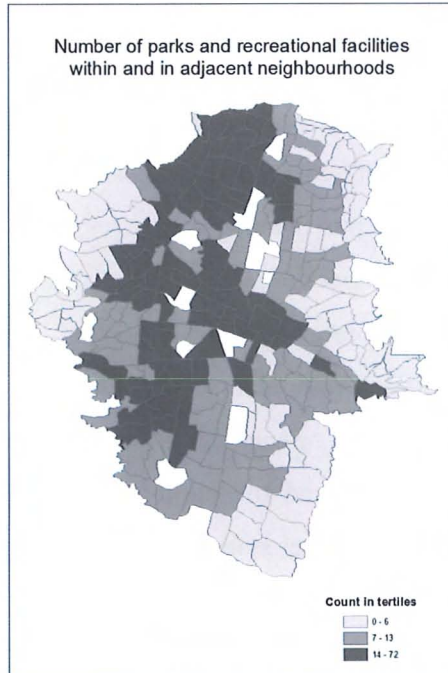 Number of parks and recreational facilities
within and in adjacent neighbourhoods
Count in tertiles
0 - 6
7 - 13
14 - 72